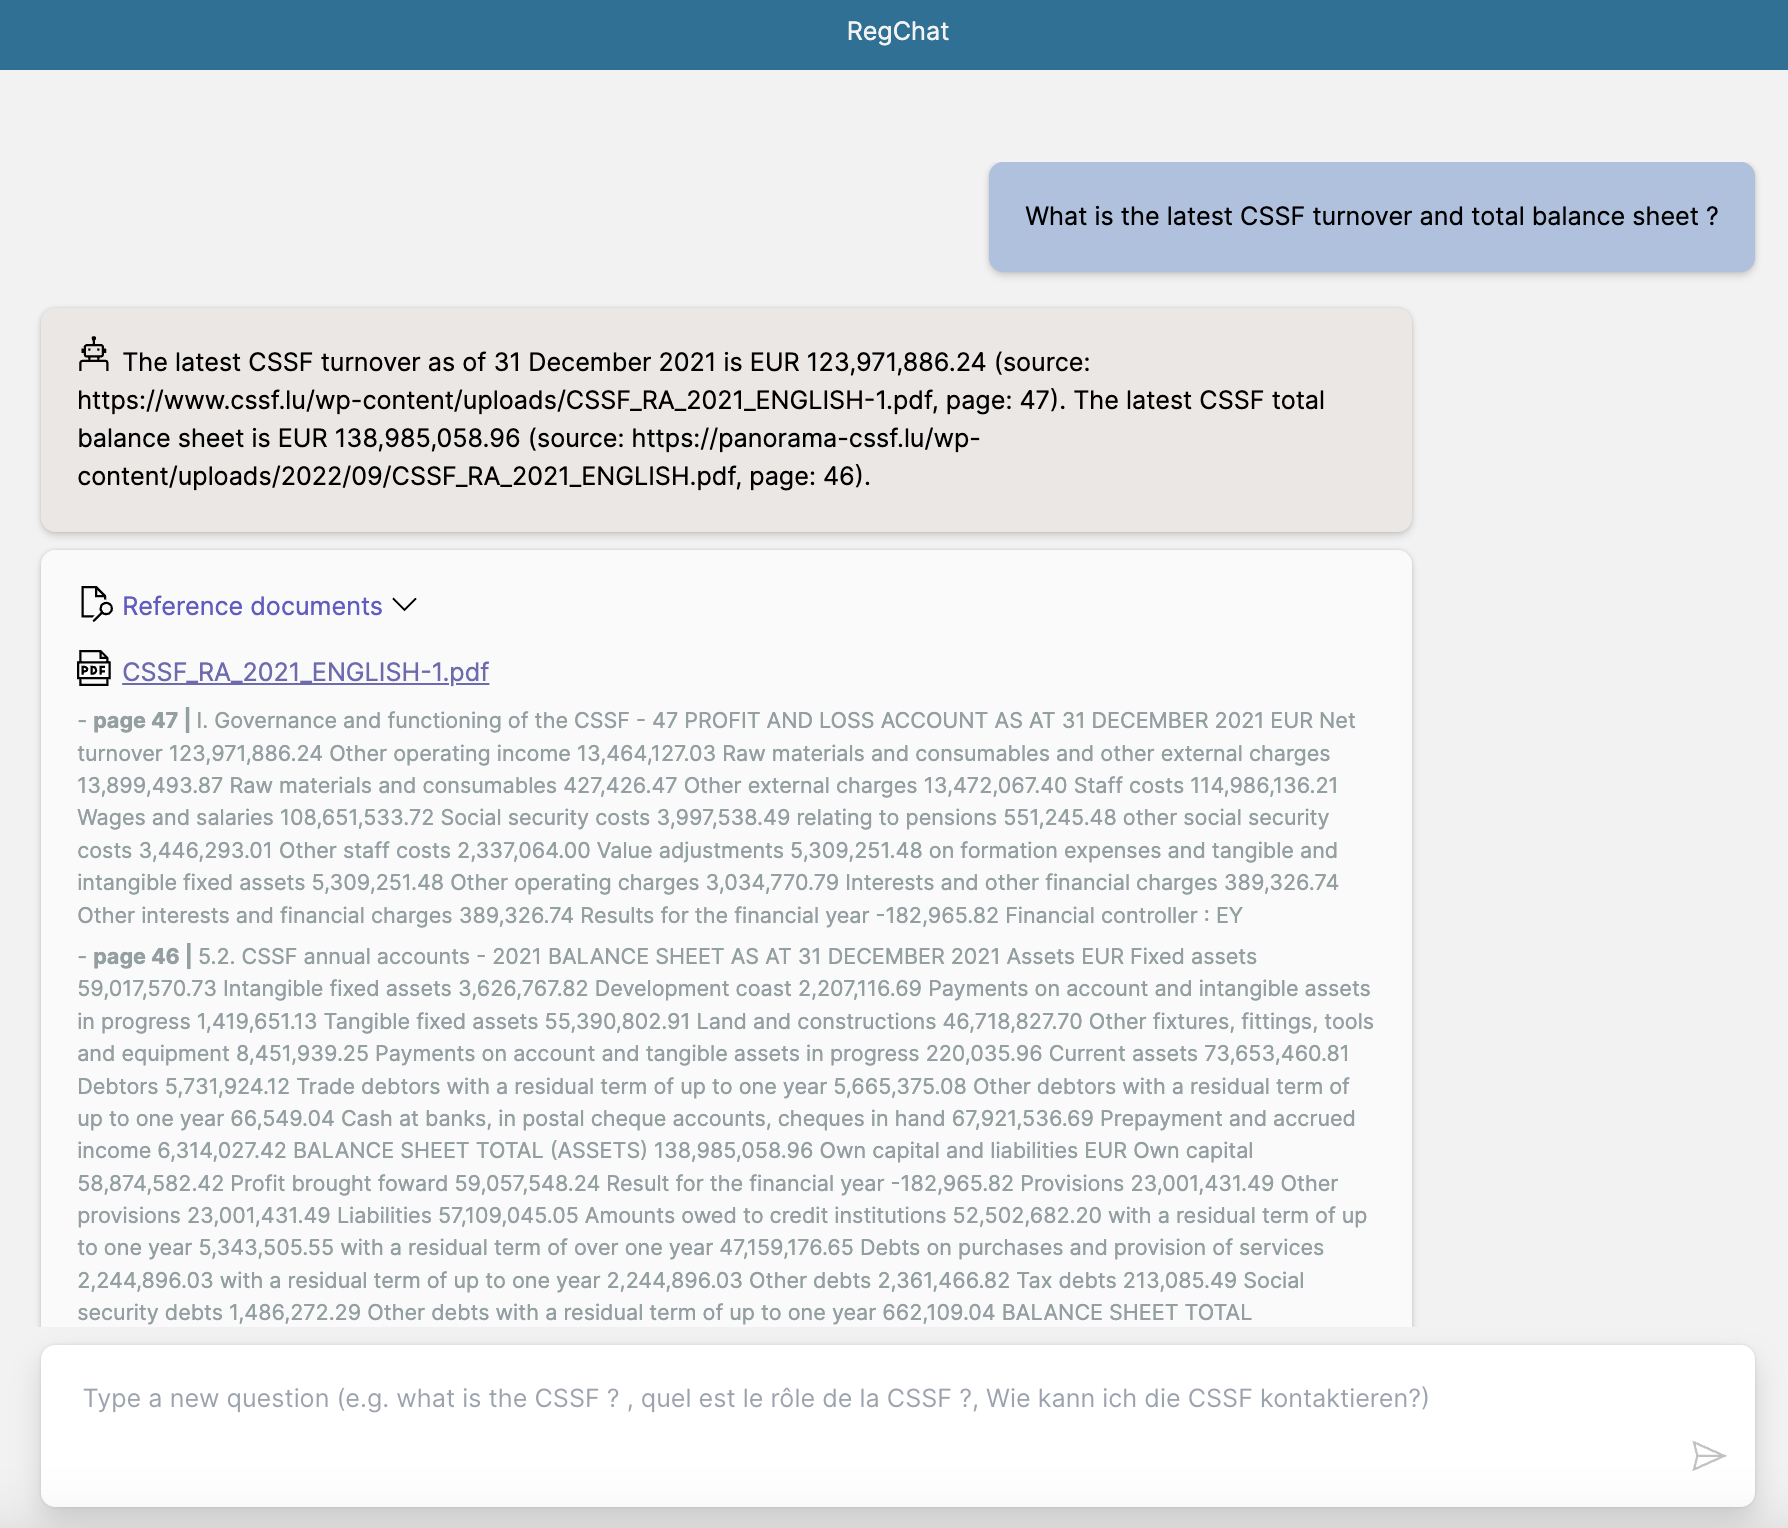 RegChat
What is the latest CSSF turnover and total balance sheet ?
The latest CSSF turnover as of 31 December 2021 is EUR 123,971,886.24 (source:
https://www.cssf.lu/wp-content/uploads/CSSF_RA_2021_ENGLISH-1.pdf, page: 47). The latest CSSF total
balance sheet is EUR 138,985,058.96 (source: https://panorama-cssf.lu/wp-
content/uploads/2022/09/CSSF_RA_2021_ENGLISH.pdf, page: 46).
Reference documents
PDF CSSF_RA_2021_ENGLISH-1.pdf
- page 47 | I. Governance and functioning of the CSSF - 47 PROFIT AND LOSS ACCOUNT AS AT 31 DECEMBER 2021 EUR Net
turnover 123,971,886.24 Other operating income 13,464,127.03 Raw materials and consumables and other external charges
13,899,493.87 Raw materials and consumables 427,426.47 Other external charges 13,472,067.40 Staff costs 114,986,136.21
Wages and salaries 108,651,533.72 Social security costs 3,997,538.49 relating to pensions 551,245.48 other social security
costs 3,446,293.01 Other staff costs 2,337,064.00 Value adjustments 5,309,251.48 on formation expenses and tangible and
intangible fixed assets 5,309,251.48 Other operating charges 3,034,770.79 Interests and other financial charges 389,326.74
Other interests and financial charges 389,326.74 Results for the financial year -182,965.82 Financial controller : EY
- page 46 | 5.2. CSSF annual accounts - 2021 BALANCE SHEET AS AT 31 DECEMBER 2021 Assets EUR Fixed assets
59,017,570.73 Intangible fixed assets 3,626,767.82 Development coast 2,207,116.69 Payments on account and intangible assets
in progress 1,419,651.13 Tangible fixed assets 55,390,802.91 Land and constructions 46,718,827.70 Other fixtures, fittings, tools
and equipment 8,451,939.25 Payments on account and tangible assets in progress 220,035.96 Current assets 73,653,460.81
Debtors 5,731,924.12 Trade debtors with a residual term of up to one year 5,665,375.08 Other debtors with a residual term of
up to one year 66,549.04 Cash at banks, in postal cheque accounts, cheques in hand 67,921,536.69 Prepayment and accrued
income 6,314,027.42 BALANCE SHEET TOTAL (ASSETS) 138,985,058.96 Own capital and liabilities EUR Own capital
58,874,582.42 Profit brought foward 59,057,548.24 Result for the financial year -182,965.82 Provisions 23,001,431.49 Other
provisions 23,001,431.49 Liabilities 57,109,045.05 Amounts owed to credit institutions 52,502,682.20 with a residual term of up
to one year 5,343,505.55 with a residual term of over one year 47,159,176.65 Debts on purchases and provision of services
2,244,896.03 with a residual term of up to one year 2,244,896.03 Other debts 2,361,466.82 Tax debts 213,085.49 Social
security debts 1,486,272.29 Other debts with a residual term of up to one year 662,109.04 BALANCE SHEET TOTAL
Type a new question (e.g. what is the CSSF ? , quel est le rôle de la CSSF ?, Wie kann ich die CSSF kontaktieren?)